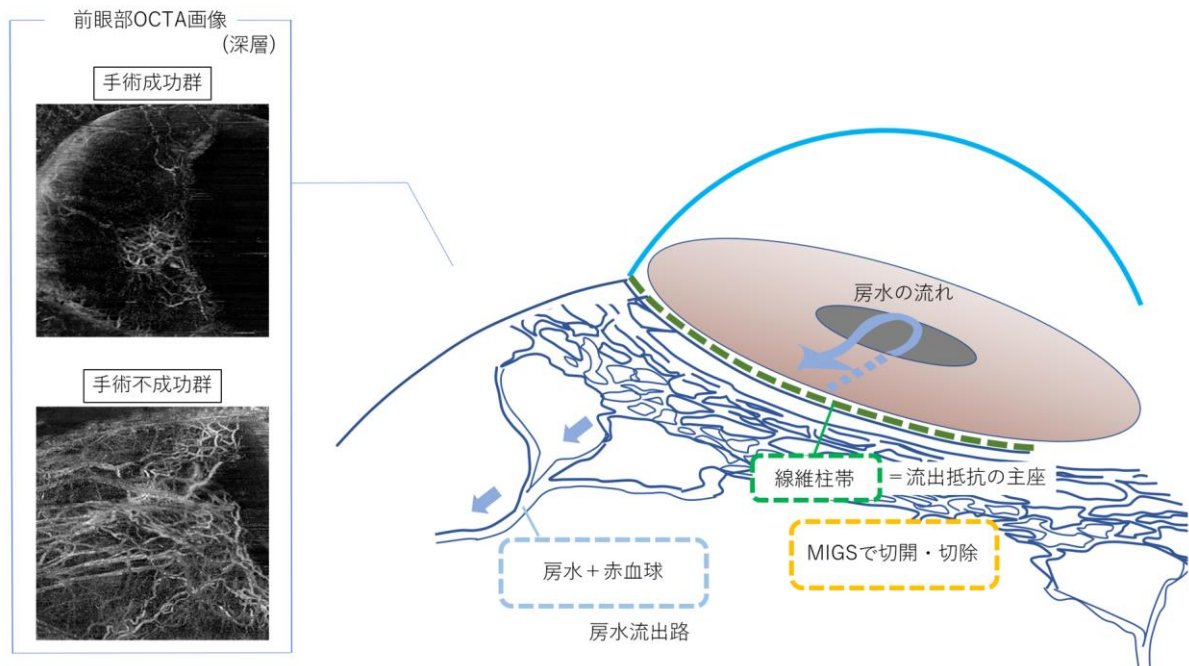 前眼部OCTA画像
(深層)
手術成功群
手術不成功群
房水の流れ
線維柱帯
＝流出抵抗の主座
MIGSで切開・切除
房水＋赤血球
房水流出路